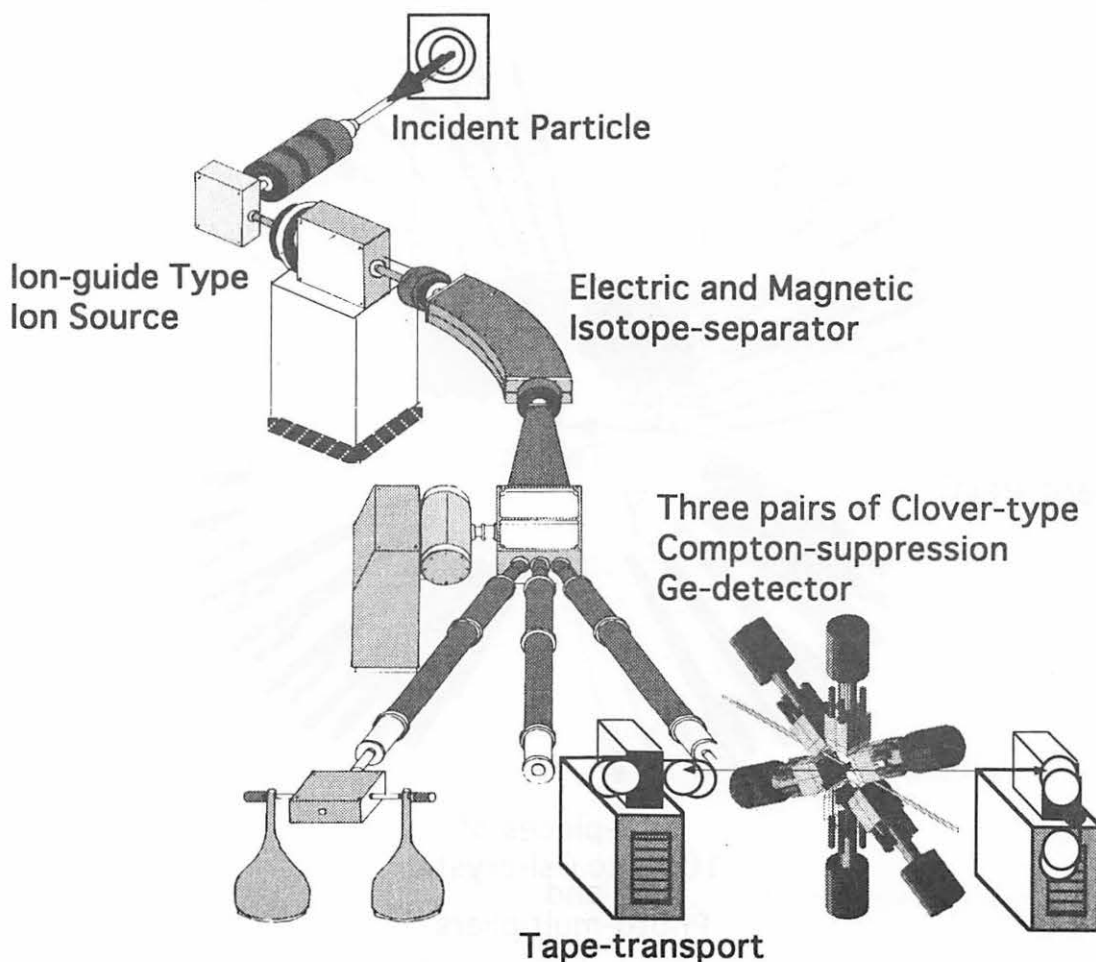 Incident Particle
Ion-guide Type
Ion Source
Electric and Magnetic
Isotope-separator
Three pairs of Clover-type
Compton-suppression
Ge-detector
Tape-transport